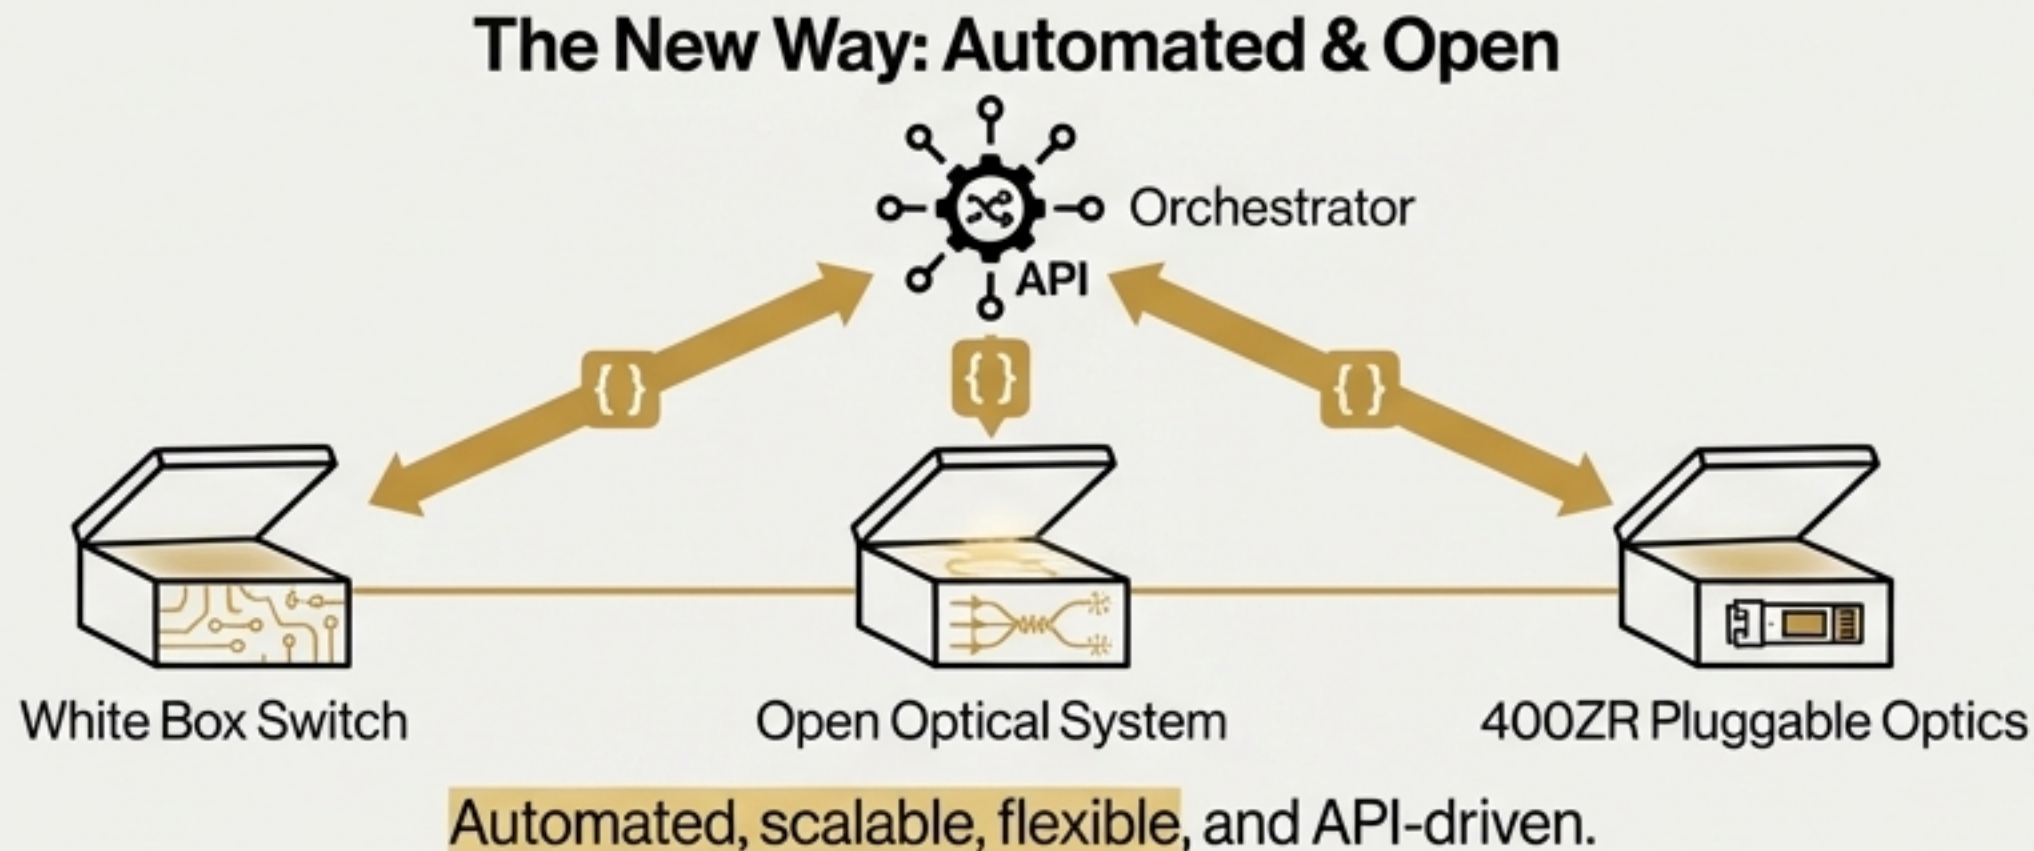 The New Way: Automated & Open
Orchestrator
API
{ }
{ }
{ }
White Box Switch
Open Optical System
400ZR Pluggable Optics
Automated, scalable, flexible, and API-driven.